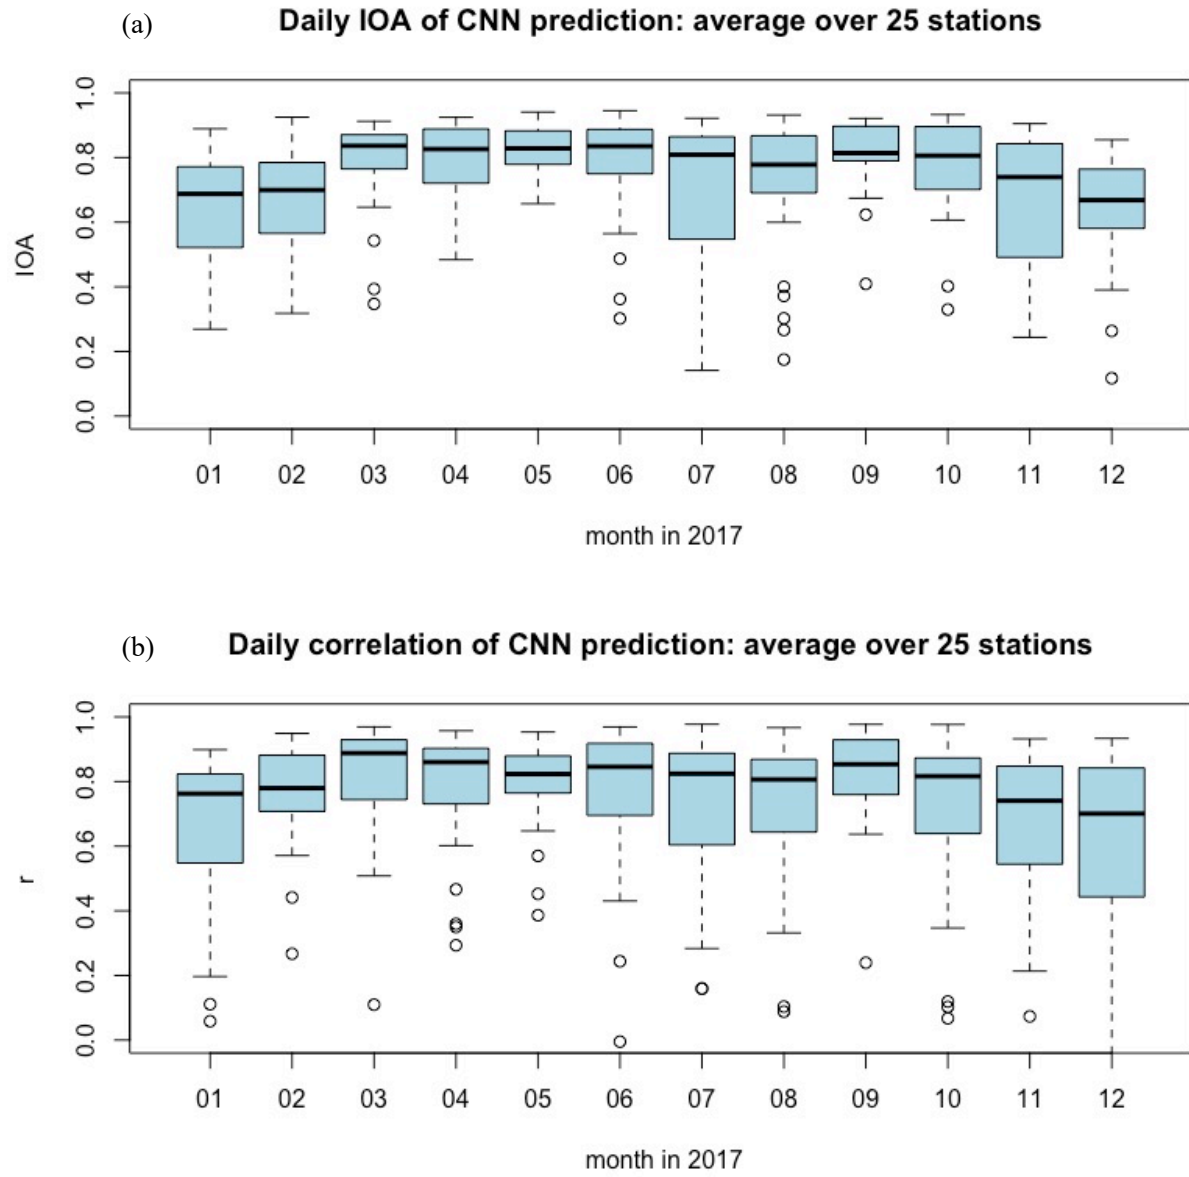 (a) Daily IOA of CNN prediction: average over 25 stations
IOA
1.0
0.8
0.6
0.4
0.2
0.0
01 02 03 04 05 06 07 08 09 10 11 12
month in 2017
(b) Daily correlation of CNN prediction: average over 25 stations
r
1.0
0.8
0.6
0.4
0.2
0.0
01 02 03 04 05 06 07 08 09 10 11 12
month in 2017